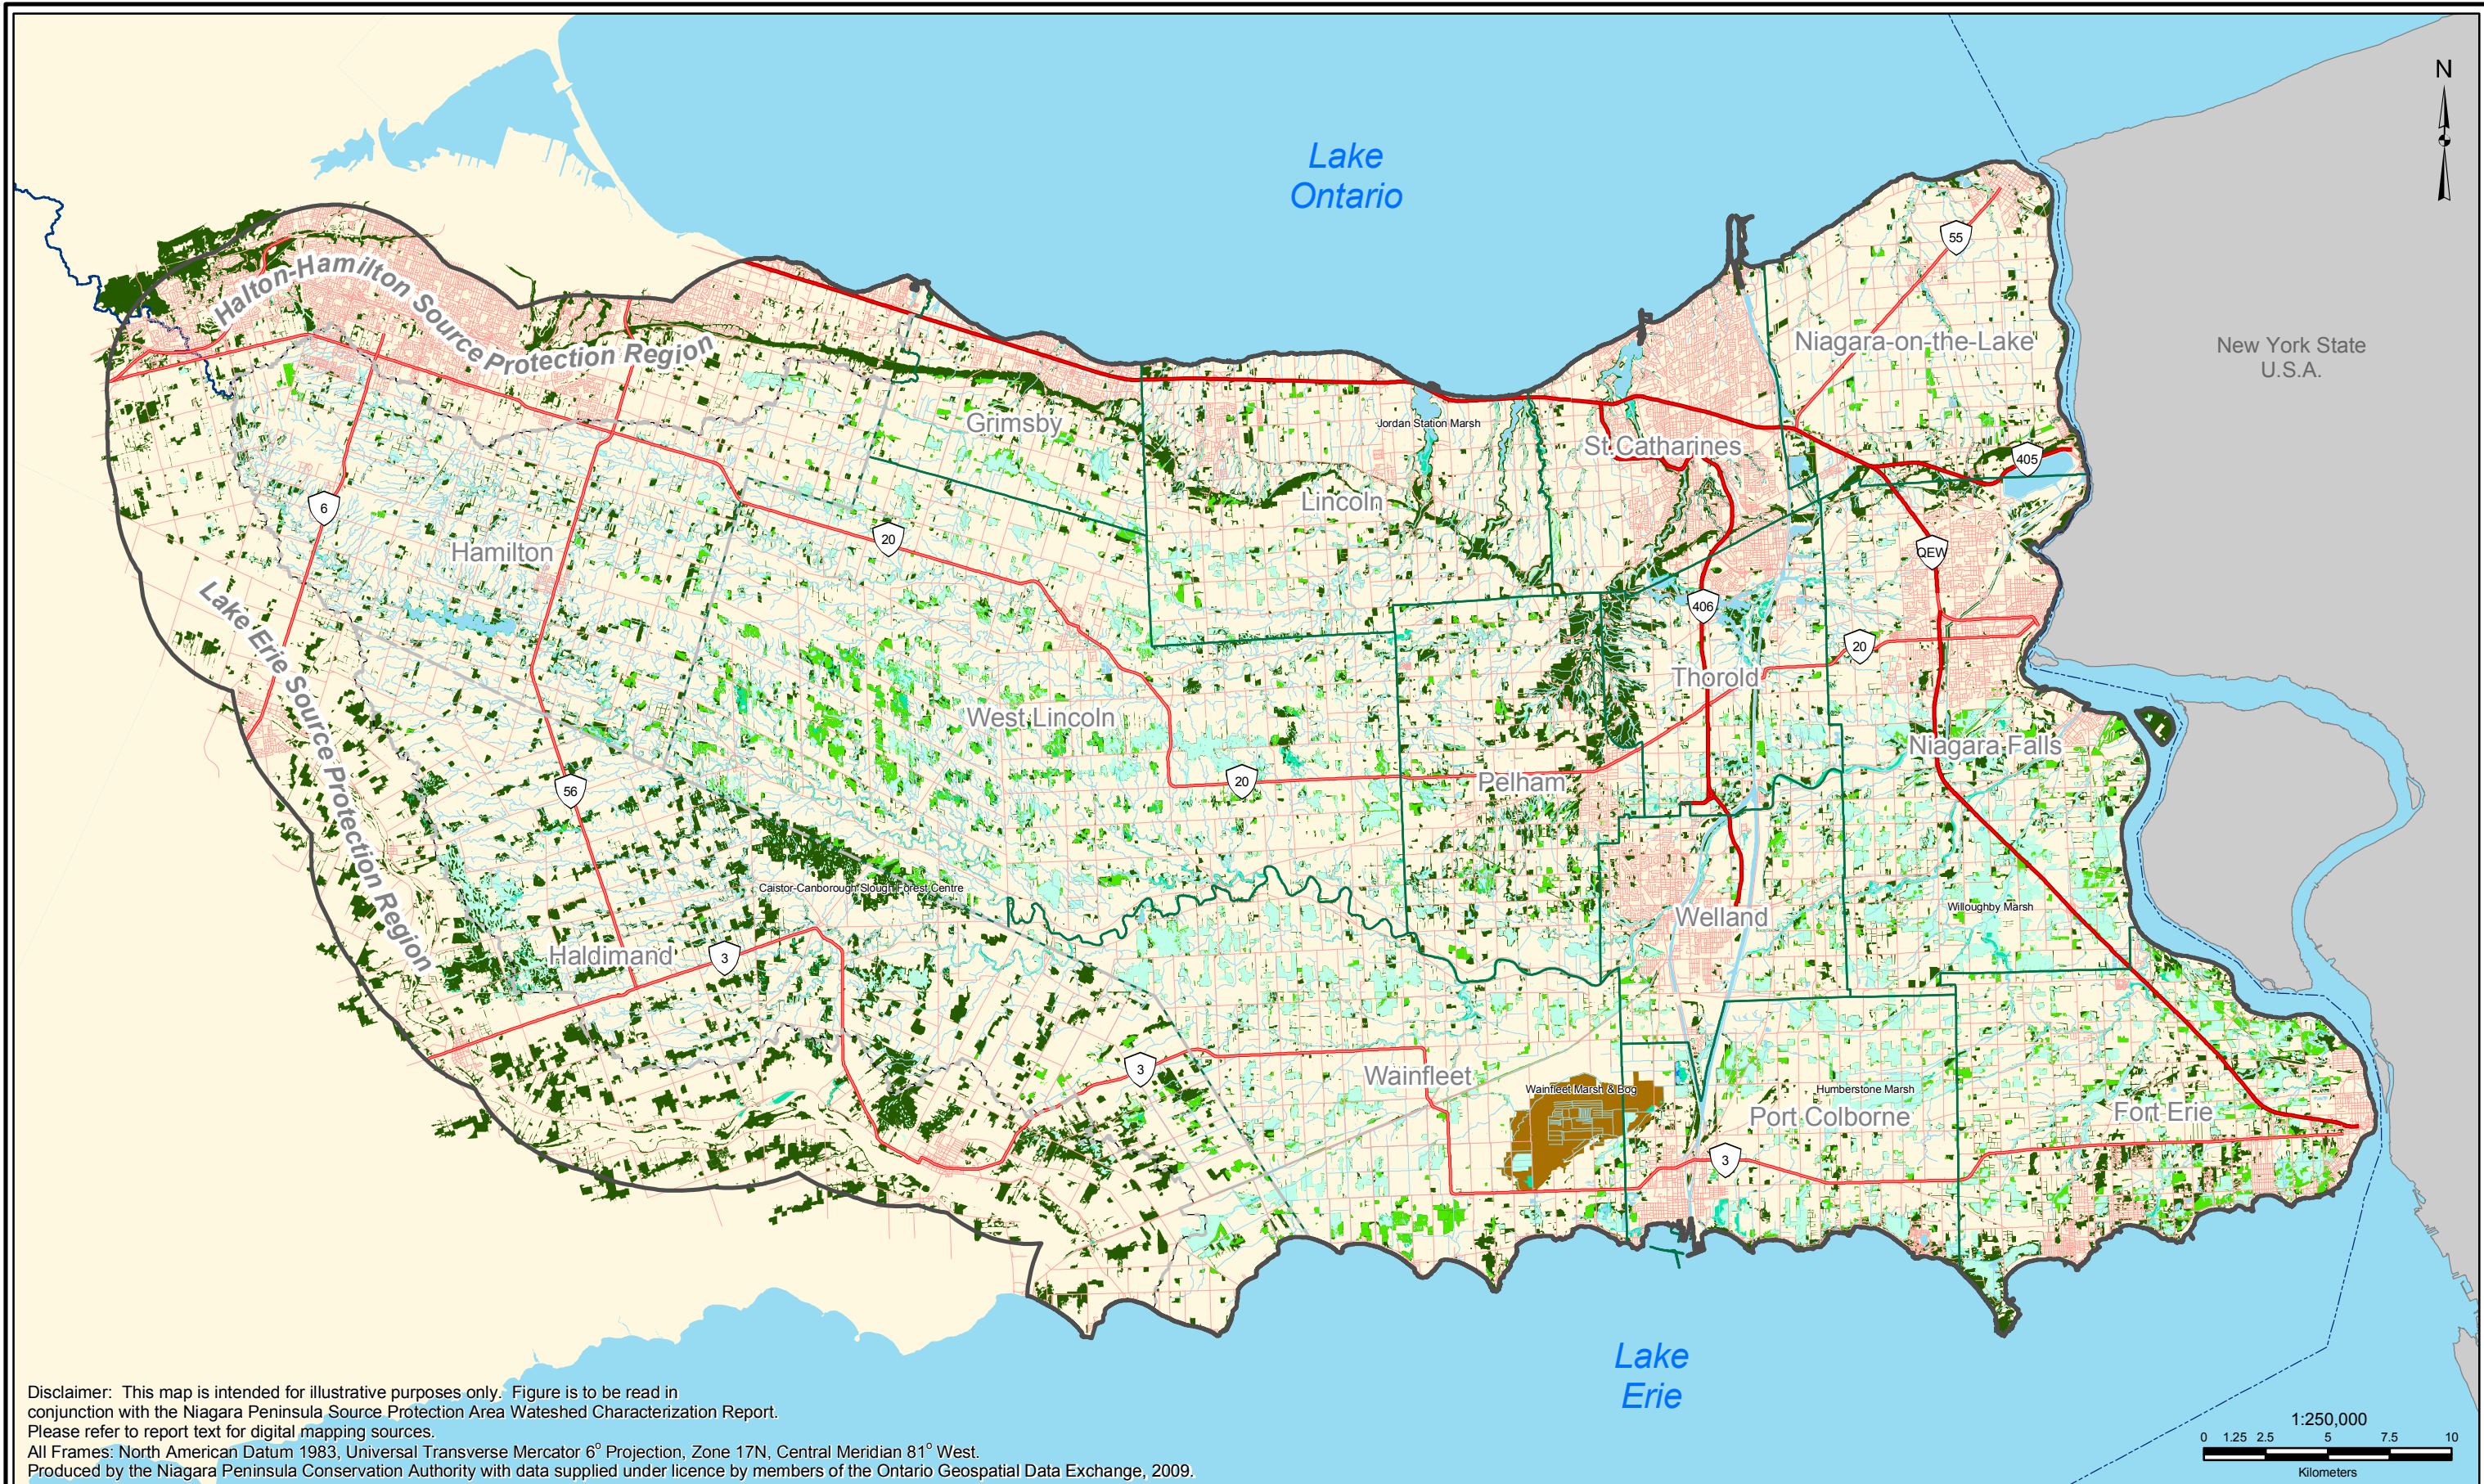 N
Lake
Ontario
55
Halton-Hamilton Source Protection Region
Niagara-on-the-Lake
New York State
U.S.A.
Grimsby
Jordan Station Marsh
St.Catharines
405
Lincoln
6
20
Hamilton
QEW
406
20
Lake Erie Source Protection Region
Thorold
West Lincoln
Niagara Falls
20
Pelham
56
Caistor-Canborough Slough Forest Centre
Willoughby Marsh
Welland
Haldimand
3
3
Wainfleet
Wainfleet Marsh & Bog
Humberstone Marsh
Port Colborne
Fort Erie
3
Lake
Erie
Disclaimer: This map is intended for illustrative purposes only. Figure is to be read in
conjunction with the Niagara Peninsula Source Protection Area Wateshed Characterization Report.
Please refer to report text for digital mapping sources.
All Frames: North American Datum 1983, Universal Transverse Mercator 6° Projection, Zone 17N, Central Meridian 81° West.
Produced by the Niagara Peninsula Conservation Authority with data supplied under licence by members of the Ontario Geospatial Data Exchange, 2009.
1:250,000
0 1.25 2.5 5 7.5 10
Kilometers